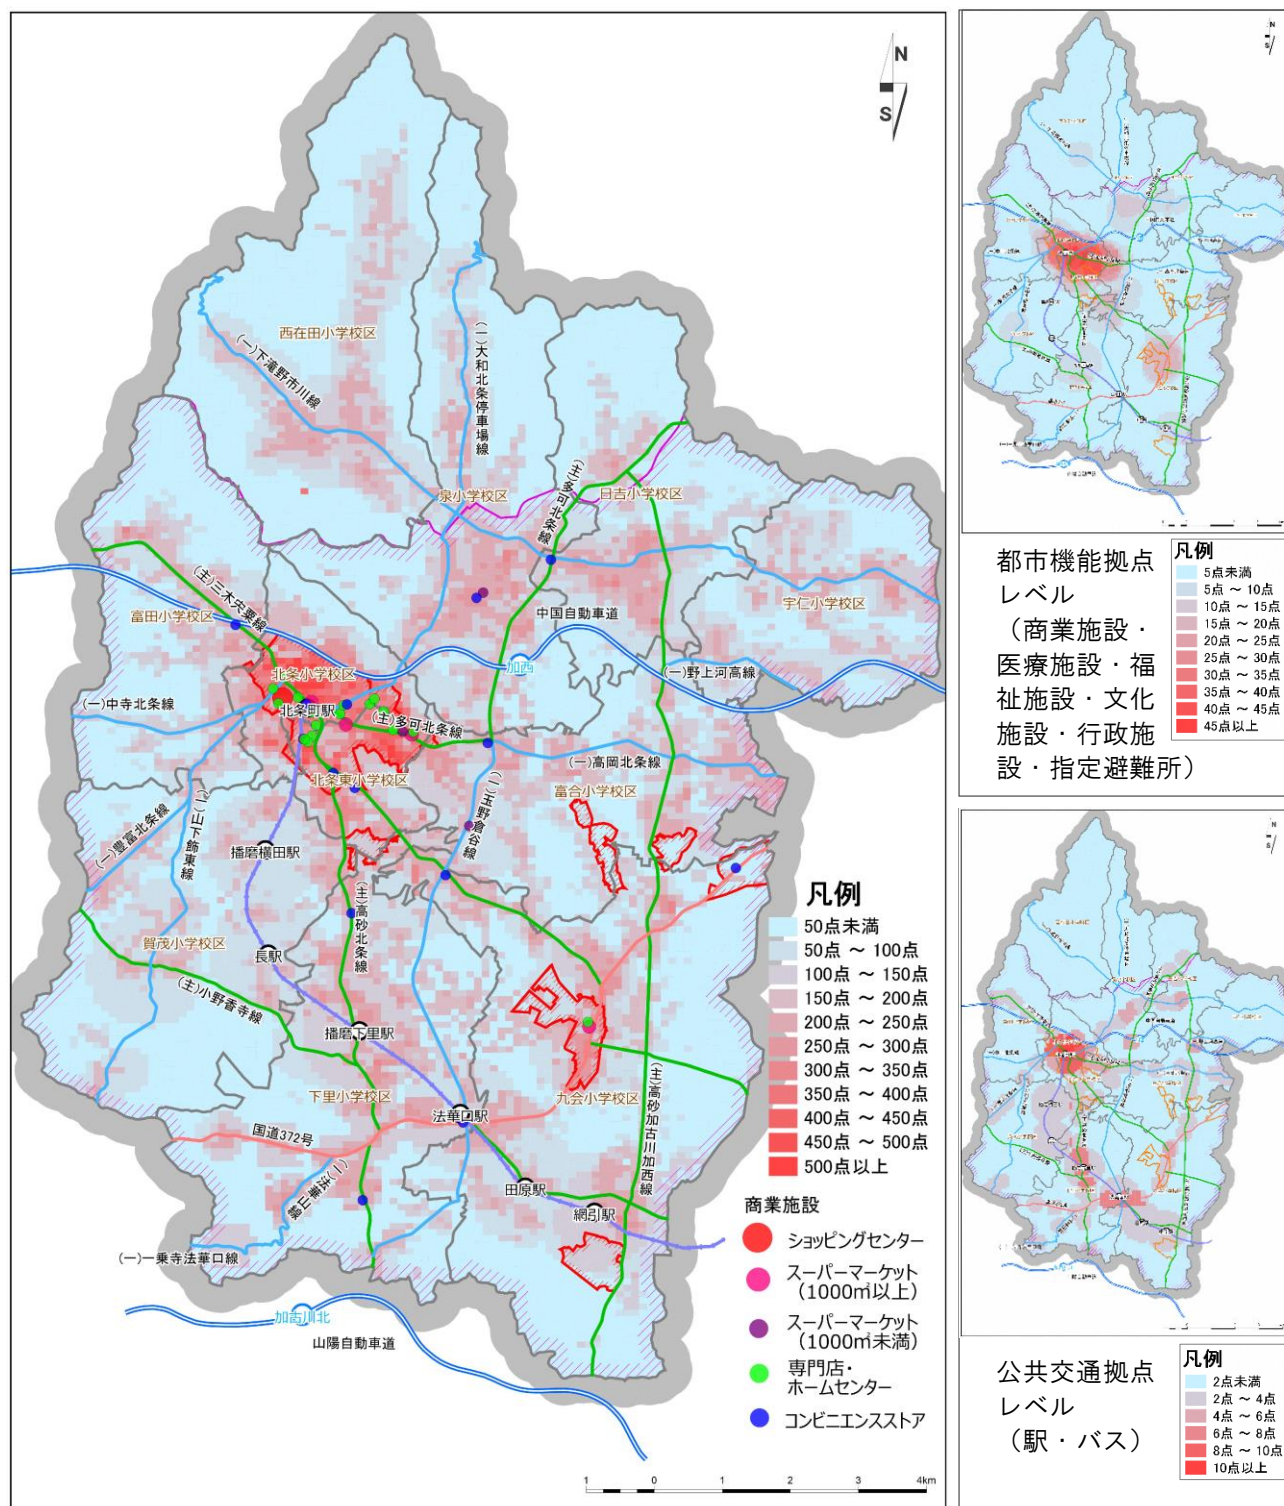 N
S
西在田小学校区
(一)下滝野市川線
(一)大和北条停車場線
泉小学校区
(主)多可北条線
日吉小学校区
宇仁小学校区
(主)三木宍粟線
富田小学校区
中国自動車道
加西
(一)野上河高線
北条小学校区
(一)中寺北条線
北条町駅
(主)多可北条線
(一)高岡北条線
北条東小学校区
富合小学校区
(一)玉野倉谷線
(一)豊富北条線
(一)山下飾東線
播磨横田駅
(主)高砂北条線
賀茂小学校区
長駅
(主)小野香寺線
播磨下里駅
下里小学校区
法華口駅
九会小学校区
(主)高砂加古川加西線
国道372号
(一)法華山線
田原駅
網引駅
(一)一乗寺法華口線
加古川北
山陽自動車道
凡例
50点未満
50点 ～ 100点
100点 ～ 150点
150点 ～ 200点
200点 ～ 250点
250点 ～ 300点
300点 ～ 350点
350点 ～ 400点
400点 ～ 450点
450点 ～ 500点
500点以上
商業施設
ショッピングセンター
スーパーマーケット
(1000㎡以上)
スーパーマーケット
(1000㎡未満)
専門店・
ホームセンター
コンビニエンスストア
1 0 1 2 3 4km
N
S
都市機能拠点
レベル
（商業施設・
医療施設・福
祉施設・文化
施設・行政施
設・指定避難所）
凡例
5点未満
5点 ～ 10点
10点 ～ 15点
15点 ～ 20点
20点 ～ 25点
25点 ～ 30点
30点 ～ 35点
35点 ～ 40点
40点 ～ 45点
45点以上
N
S
公共交通拠点
レベル
（駅・バス）
凡例
2点未満
2点 ～ 4点
4点 ～ 6点
6点 ～ 8点
8点 ～ 10点
10点以上